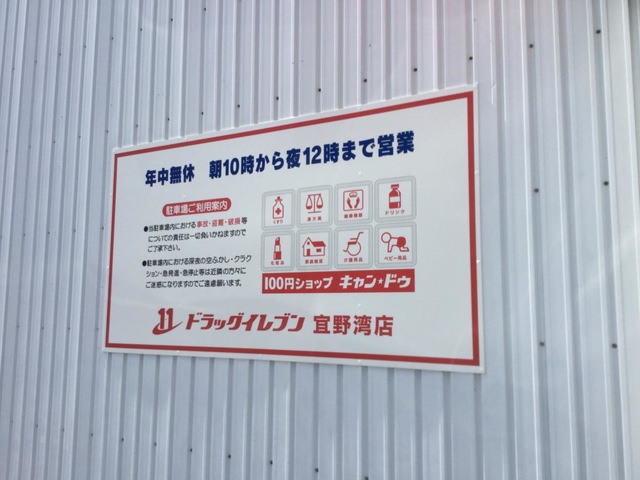 年中無休 朝10時から夜12時まで営業
駐車場ご利用案内
●当駐車場内における事故・盗難・破損等
についての責任は一切負いかねますので
ご了承下さい。
●駐車場内における深夜の空ふかし・クラク
ション・急発進・急停止等は近隣の方々に
ご迷惑になりますのでご遠慮願います。
くすり
漢方薬
健康機器
ドリンク
化粧品
家庭雑貨
介護用品
ベビー用品
100円ショップ キャン★ドゥ
11 ドラッグイレブン 宜野湾店